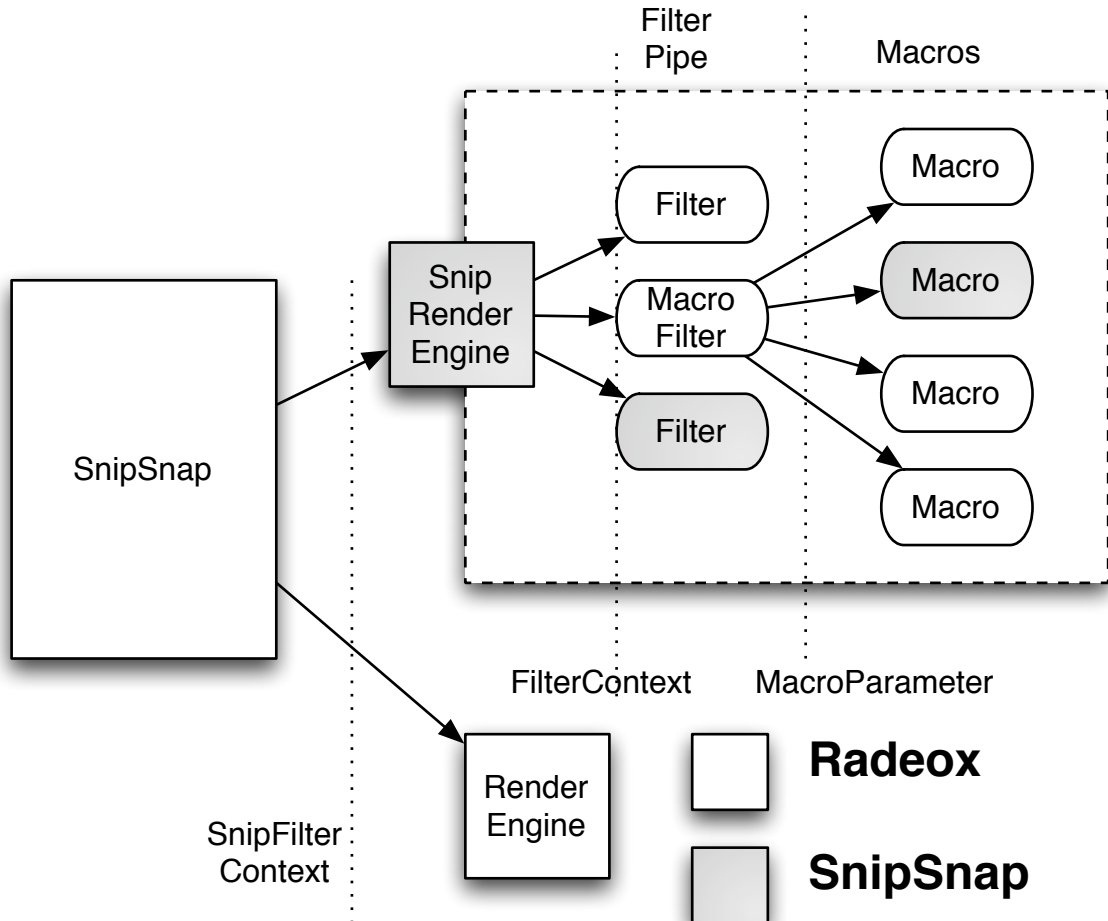 Filter
Pipe
Macros
Macro
Filter
Snip
Render
Engine
Macro
Macro
Filter
Macro
Filter
SnipSnap
Macro
FilterContext
MacroParameter
Render
Engine
Radeox
SnipFilter
Context
SnipSnap